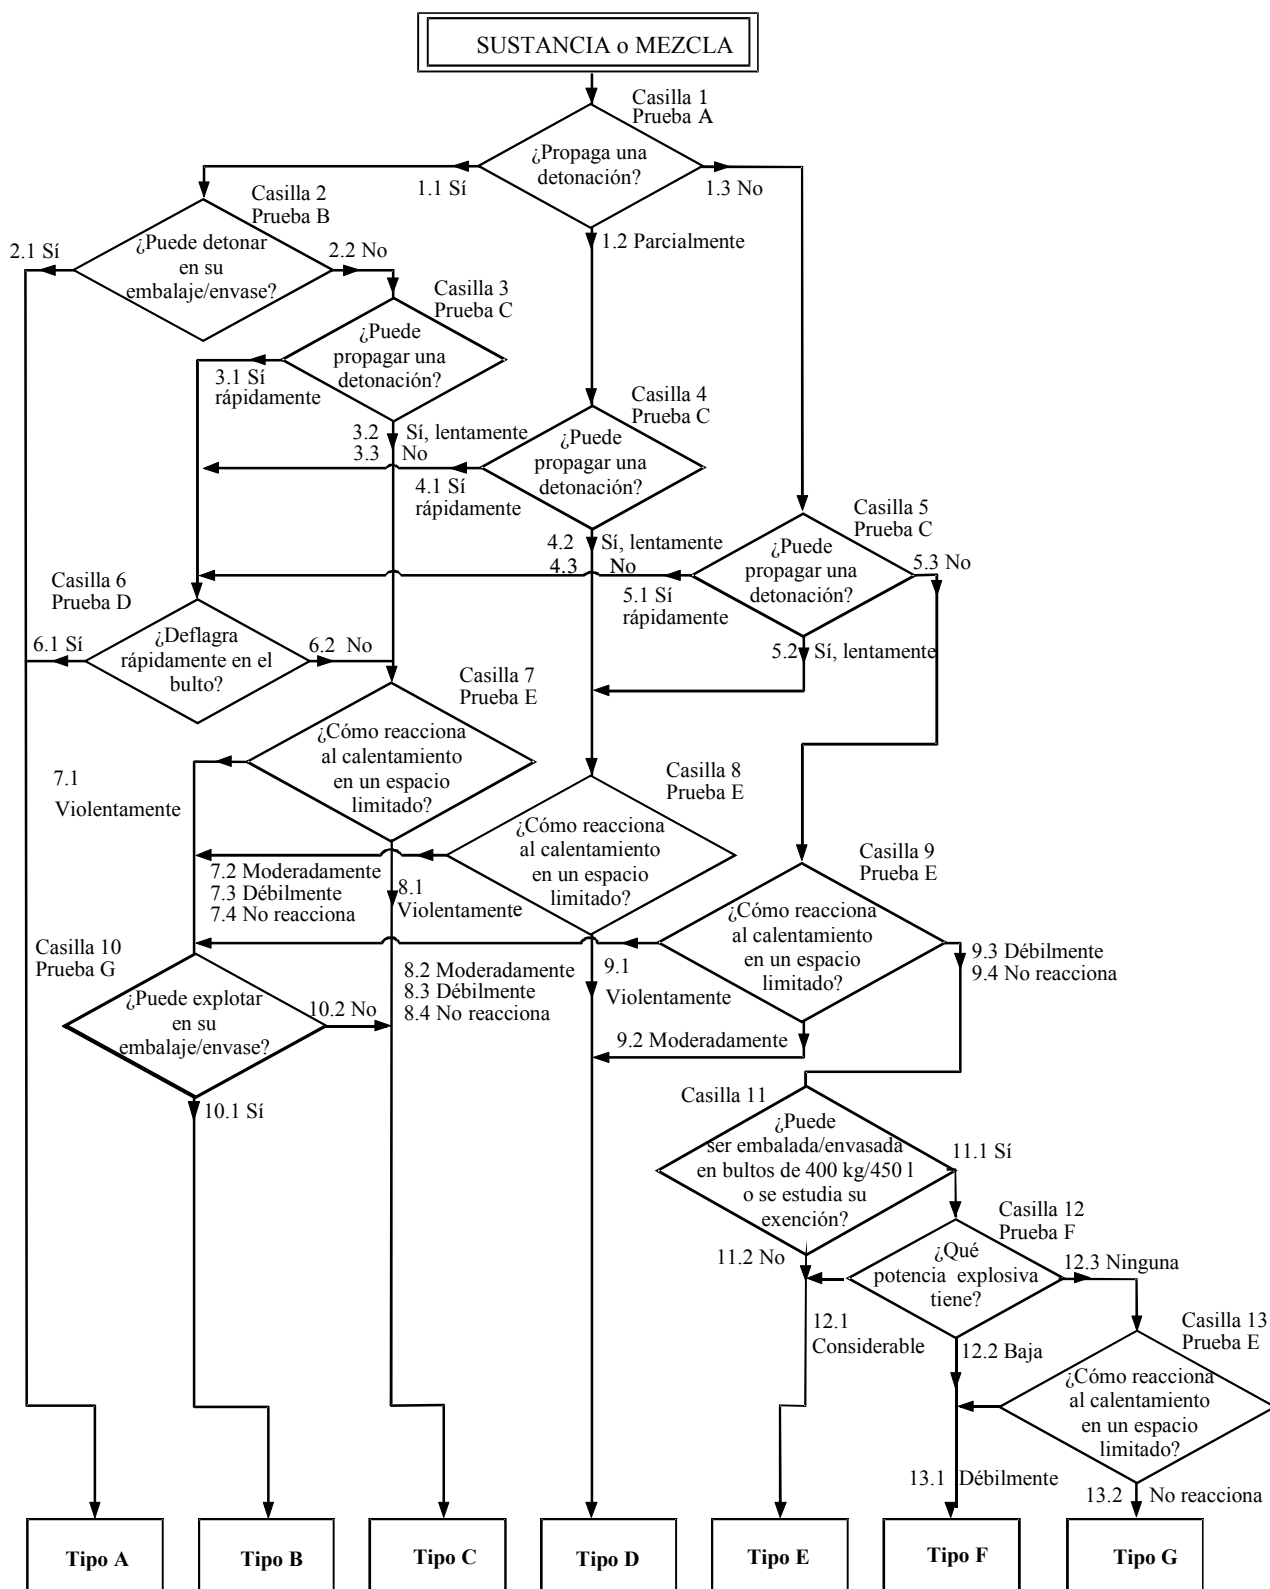 SUSTANCIA o MEZCLA
Casilla 1
Prueba A
¿Propaga una
detonación?
1.1 Sí
1.3 No
1.2 Parcialmente
Casilla 2
Prueba B
2.1 Sí
¿Puede detonar
en su
embalaje/envase?
2.2 No
Casilla 3
Prueba C
¿Puede
propagar una
detonación?
3.1 Sí
rápidamente
3.2 Sí, lentamente
3.3 No
Casilla 4
Prueba C
¿Puede
propagar una
detonación?
4.1 Sí
rápidamente
4.2 Sí, lentamente
4.3 No
Casilla 5
Prueba C
¿Puede
propagar una
detonación?
5.3 No
5.1 Sí
rápidamente
5.2 Sí, lentamente
Casilla 6
Prueba D
6.1 Sí
¿Deflagra
rápidamente en el
bulto?
6.2 No
Casilla 7
Prueba E
¿Cómo reacciona
al calentamiento
en un espacio
limitado?
7.1
Violentamente
7.2 Moderadamente
7.3 Débilmente
7.4 No reacciona
Casilla 8
Prueba E
¿Cómo reacciona
al calentamiento
en un espacio
limitado?
8.1
Violentamente
8.2 Moderadamente
8.3 Débilmente
8.4 No reacciona
Casilla 9
Prueba E
¿Cómo reacciona
al calentamiento
en un espacio
limitado?
9.1
Violentamente
9.2 Moderadamente
9.3 Débilmente
9.4 No reacciona
Casilla 10
Prueba G
¿Puede explotar
en su
embalaje/envase?
10.2 No
10.1 Sí
Casilla 11
¿Puede
ser embalada/envasada
en bultos de 400 kg/450 l
o se estudia su
exención?
11.1 Sí
11.2 No
Casilla 12
Prueba F
¿Qué
potencia explosiva
tiene?
12.3 Ninguna
12.1
Considerable
12.2 Baja
Casilla 13
Prueba E
¿Cómo reacciona
al calentamiento
en un espacio
limitado?
13.1 Débilmente
13.2 No reacciona
Tipo A
Tipo B
Tipo C
Tipo D
Tipo E
Tipo F
Tipo G